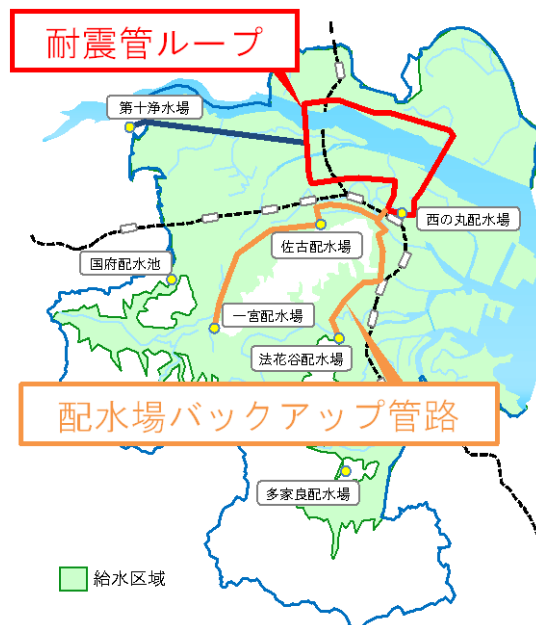 耐震管ループ
第十浄水場
西の丸配水場
佐古配水場
国府配水池
一宮配水場
法花谷配水場
配水場バックアップ管路
多家良配水場
給水区域